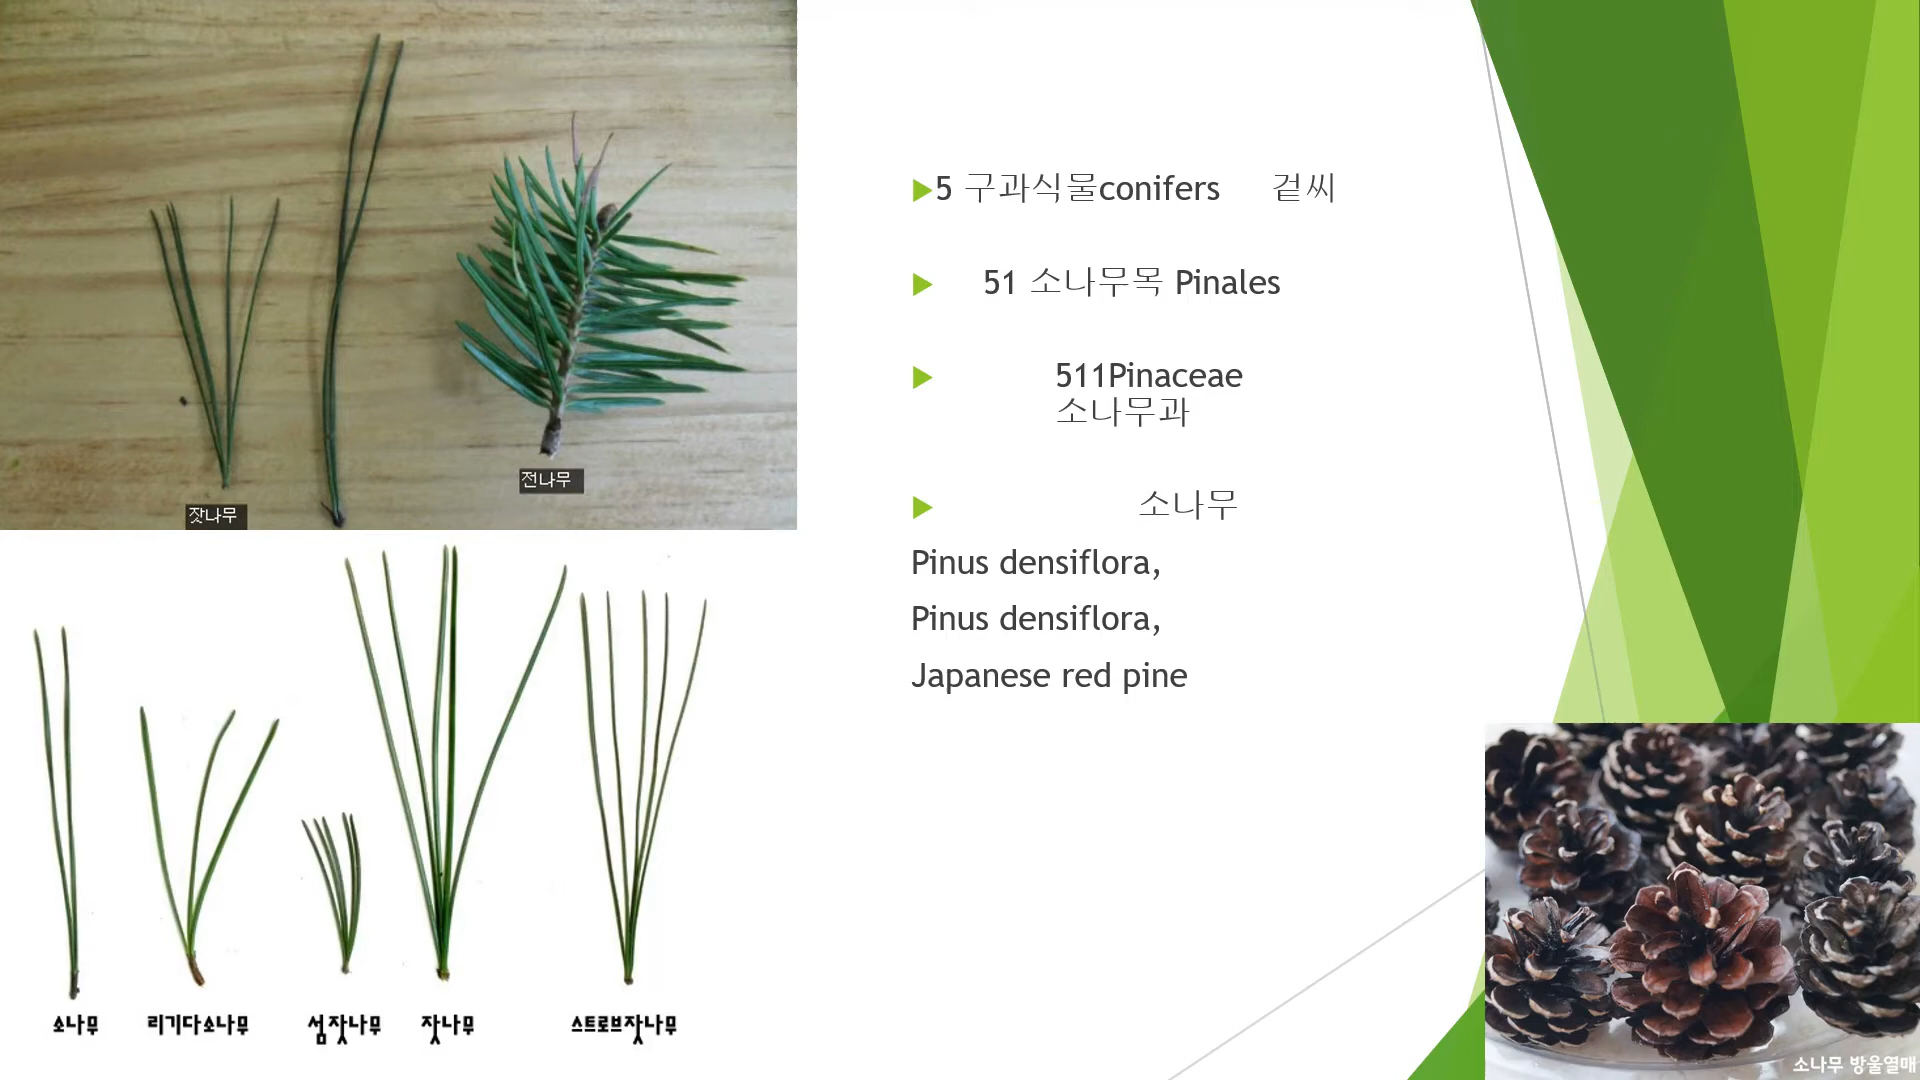 전나무
잣나무
소나무
리기다소나무
섬잣나무
잣나무
스트로브잣나무
5 구과식물conifers 겉씨
51 소나무목 Pinales
511Pinaceae
소나무과
소나무
Pinus densiflora,
Pinus densiflora,
Japanese red pine
소나무 방울열매